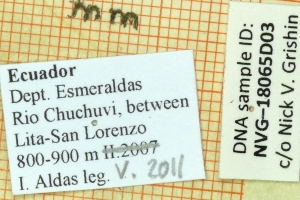 mm
Ecuador
Dept. Esmeraldas
Rio Chuchuvi, between
Lita-San Lorenzo
800-900 m II.2007
I. Aldas leg. V. 2011
DNA sample ID:
NVG-18065D03
c/o Nick V. Grishin